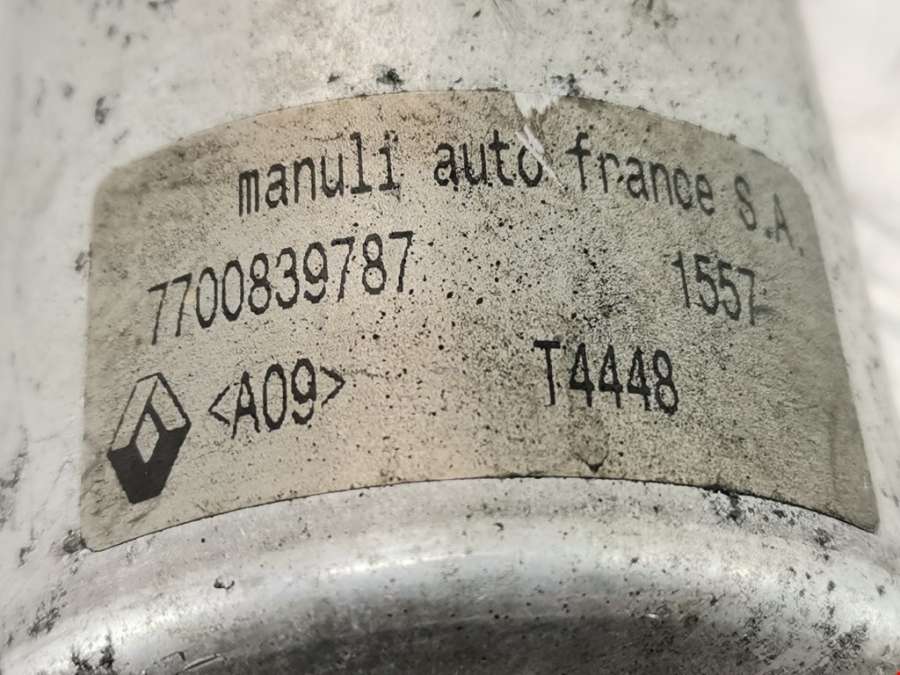 manuli auto france S.A.
7700839787 1557
<A09> T4448